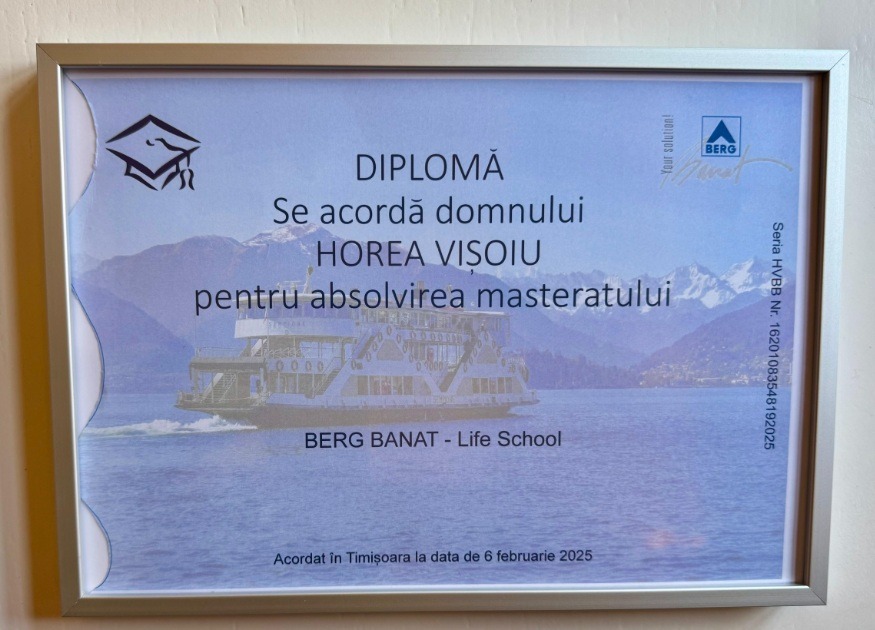 DIPLOMĂ
Se acordă domnului
HOREA VIȘOIU
pentru absolvirea masteratului
BERG BANAT - Life School
Acordat în Timișoara la data de 6 februarie 2025
Your solution!
BERG
Banat
Seria HVBB Nr. 16201083548192025